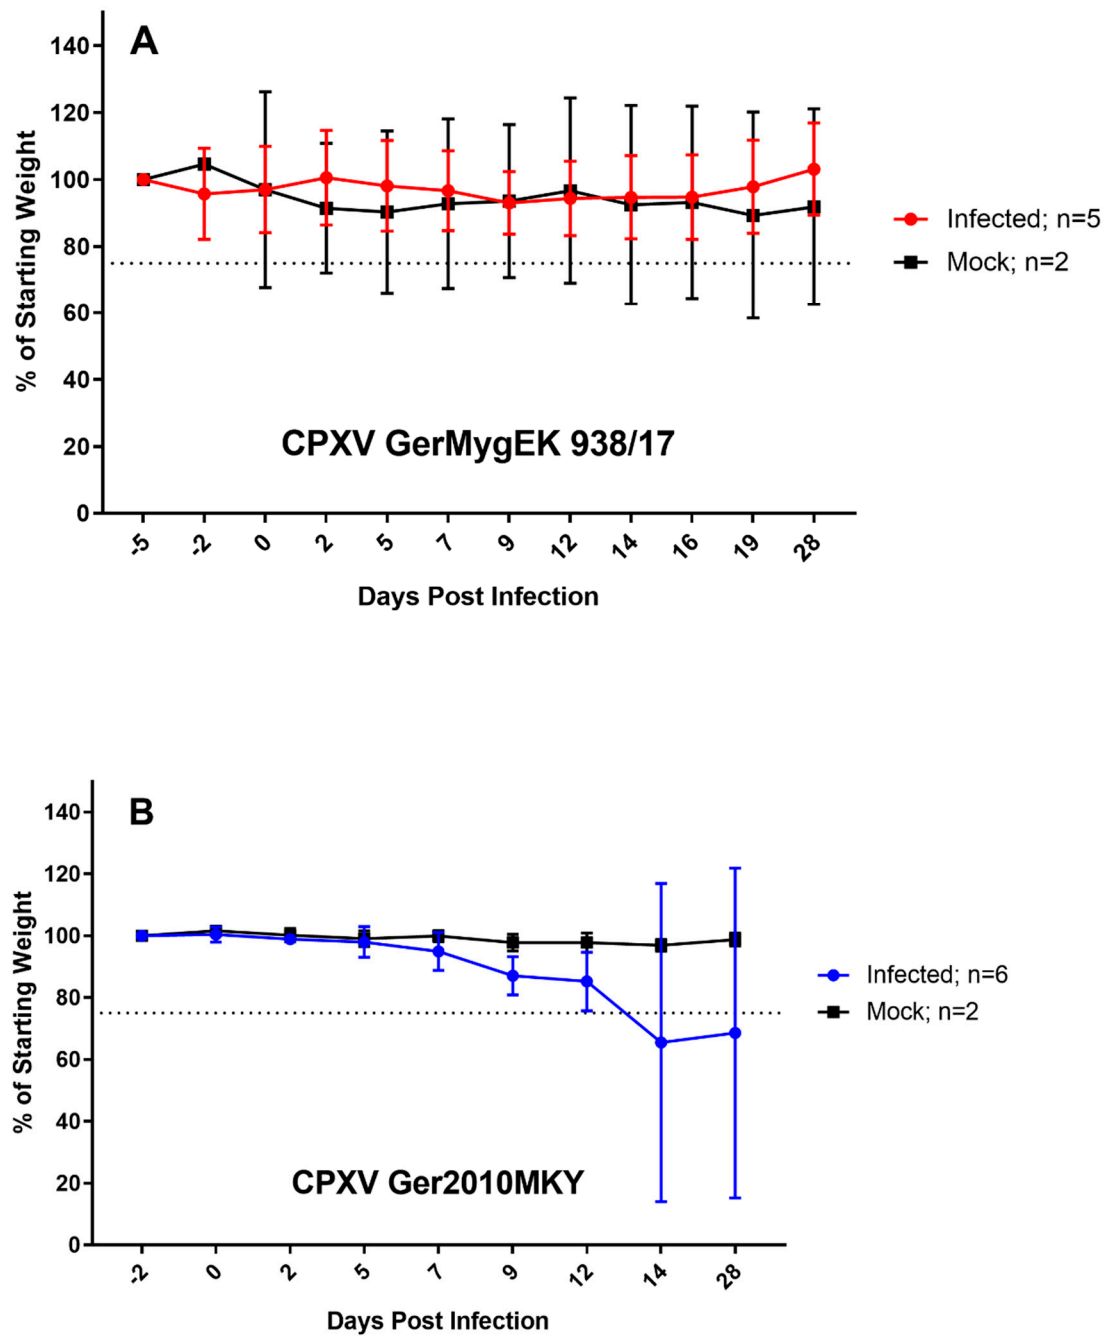 A
% of Starting Weight
140
120
100
80
60
40
20
0
CPXV GerMygEK 938/17
-5 -2 0 2 5 7 9 12 14 16 19 28
Days Post Infection
Infected; n=5
Mock; n=2
B
% of Starting Weight
140
120
100
80
60
40
20
0
CPXV Ger2010MKY
-2 0 2 5 7 9 12 14 28
Days Post Infection
Infected; n=6
Mock; n=2